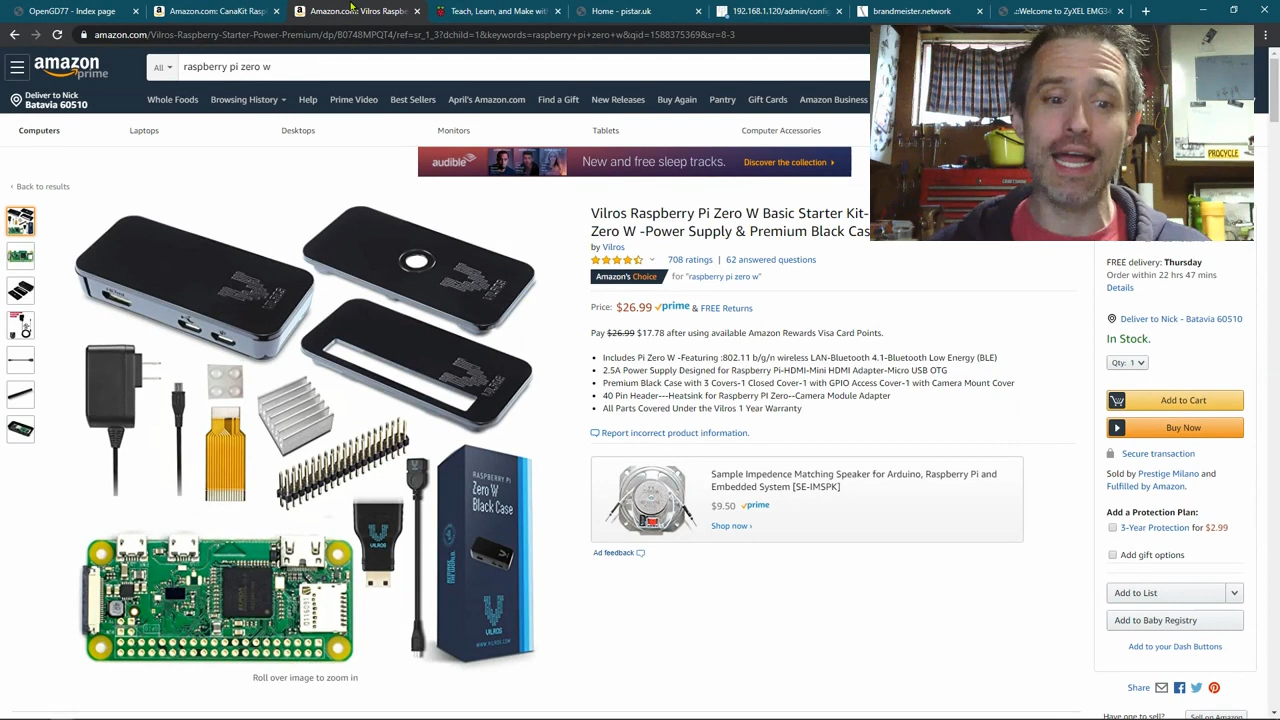 OpenGD77 - Index page
Amazon.com: CanaKit Rasp
Amazon.com: Vilros Raspbe
Teach, Learn, and Make wit
Home - Pistar.uk
192.168.1.120/admin/config
brandmeister.network
.::Welcome to ZyXEL EMG3
amazon.com/Vilros-Raspberry-Starter-Power-Premium/dp/B0748MPQT4/ref=sr_1_3?dchild=1&keywords=raspberry+pi+zero+w&qid=1588375369&sr=8-3
amazon prime
All raspberry pi zero w
Deliver to Nick
Batavia 60510
Whole Foods Browsing History Help Prime Video Best Sellers April's Amazon.com Find a Gift New Releases Buy Again Pantry Gift Cards Amazon Business
Computers Laptops Desktops Monitors Tablets Computer Accessories
PROCYCLE
audible New and free sleep tracks. Discover the collection ›
‹ Back to results
Vilros Raspberry Pi Zero W Basic Starter Kit-
Zero W -Power Supply & Premium Black Cas
by Vilros
708 ratings | 62 answered questions
Amazon's Choice for "raspberry pi zero w"
Price: $26.99 prime & FREE Returns
Pay $26.99 $17.78 after using available Amazon Rewards Visa Card Points.
Includes Pi Zero W -Featuring :802.11 b/g/n wireless LAN-Bluetooth 4.1-Bluetooth Low Energy (BLE)
2.5A Power Supply Designed for Raspberry Pi-HDMI-Mini HDMI Adapter-Micro USB OTG
Premium Black Case with 3 Covers-1 Closed Cover-1 with GPIO Access Cover-1 with Camera Mount Cover
40 Pin Header---Heatsink for Raspberry PI Zero--Camera Module Adapter
All Parts Covered Under the Vilros 1 Year Warranty
Report incorrect product information.
Sample Impedence Matching Speaker for Arduino, Raspberry Pi and
Embedded System [SE-IMSPK]
$9.50 prime
Shop now ›
Ad feedback
VILROS
RASPBERRY PI
Zero W
Black Case
VILROS
WWW.VILROS.COM
Roll over image to zoom in
FREE delivery: Thursday
Order within 22 hrs 47 mins
Details
Deliver to Nick - Batavia 60510
In Stock.
Qty: 1
Add to Cart
Buy Now
Secure transaction
Sold by Prestige Milano and
Fulfilled by Amazon.
Add a Protection Plan:
3-Year Protection for $2.99
Add gift options
Add to List
Add to Baby Registry
Add to your Dash Buttons
Share
Have one to sell? Sell on Amazon